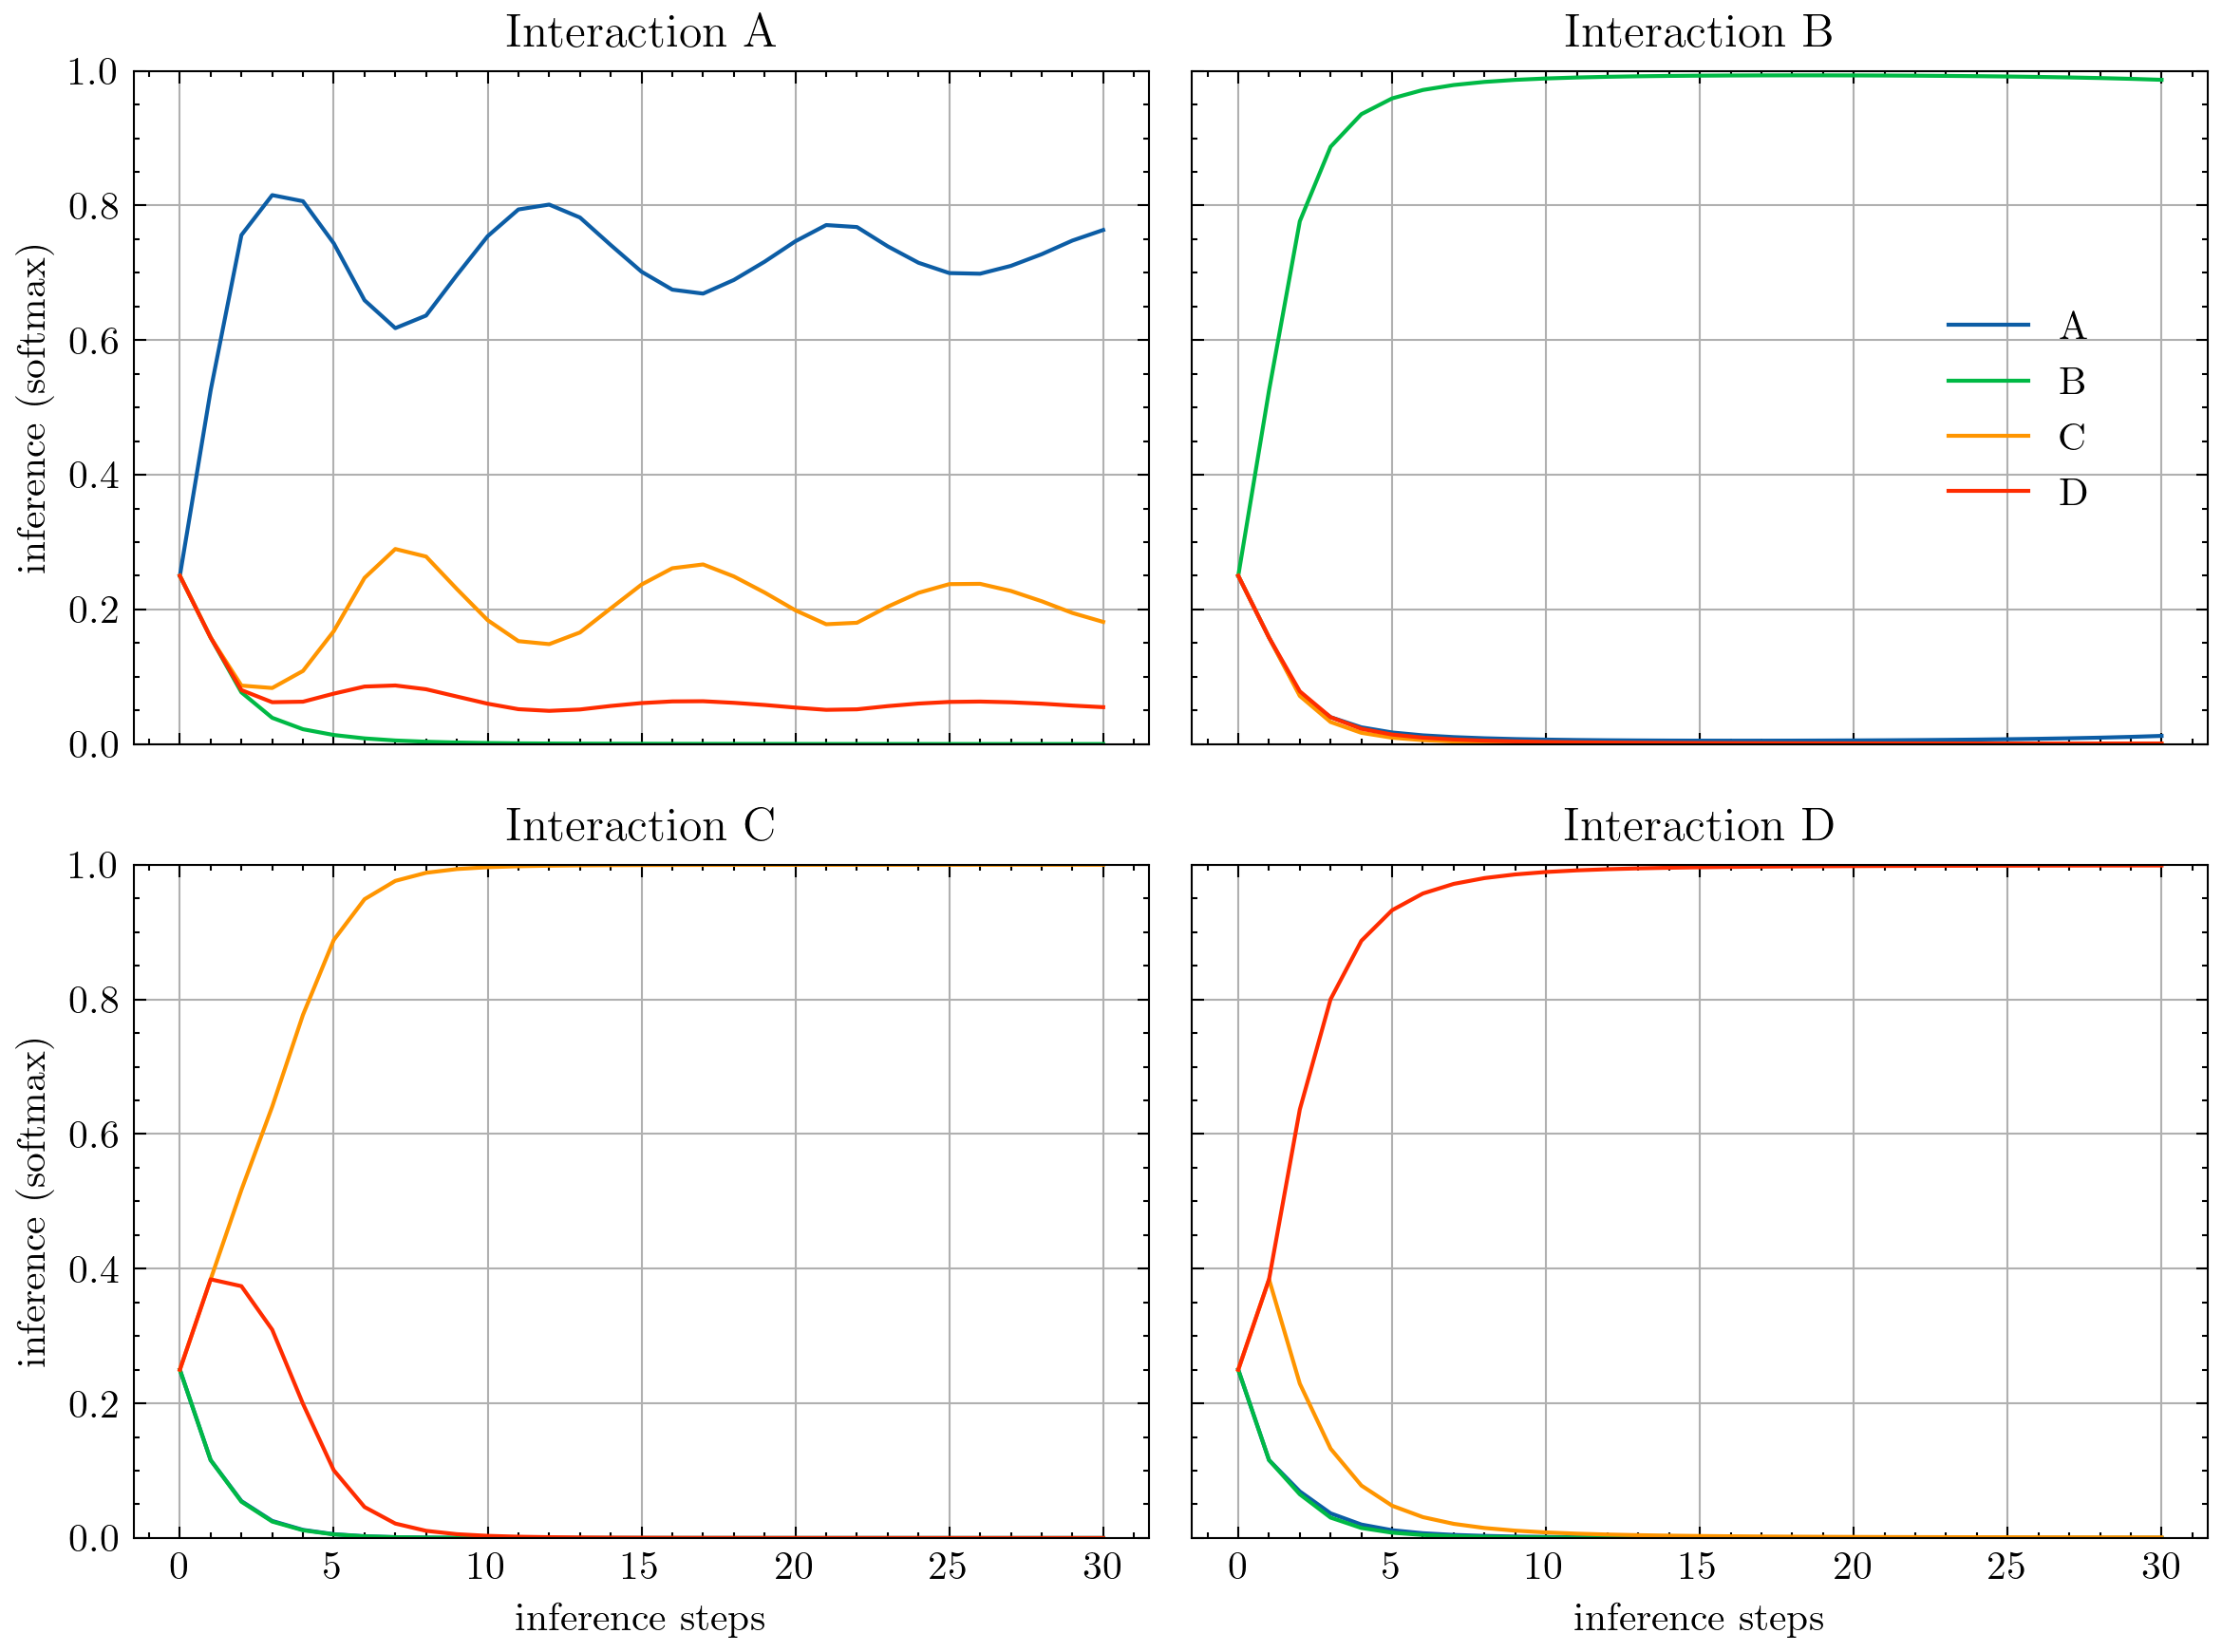 Interaction A
Interaction B
1.0
0.8
0.6
0.4
0.2
0.0
inference (softmax)
A
B
C
D
Interaction C
Interaction D
1.0
0.8
0.6
0.4
0.2
0.0
inference (softmax)
0 5 10 15 20 25 30
0 5 10 15 20 25 30
inference steps
inference steps